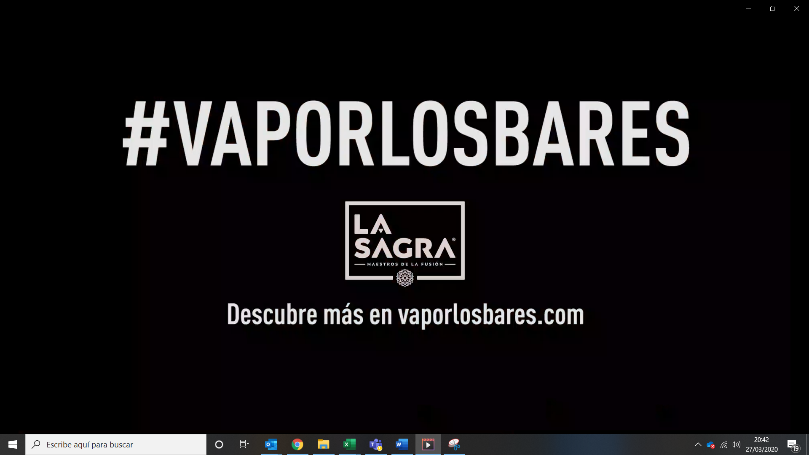 #VAPORLOSBARES
LA
SAGRA®
MAESTROS DE LA FUSIÓN
Descubre más en vaporlosbares.com
Escribe aquí para buscar
20:42
27/03/2020
19